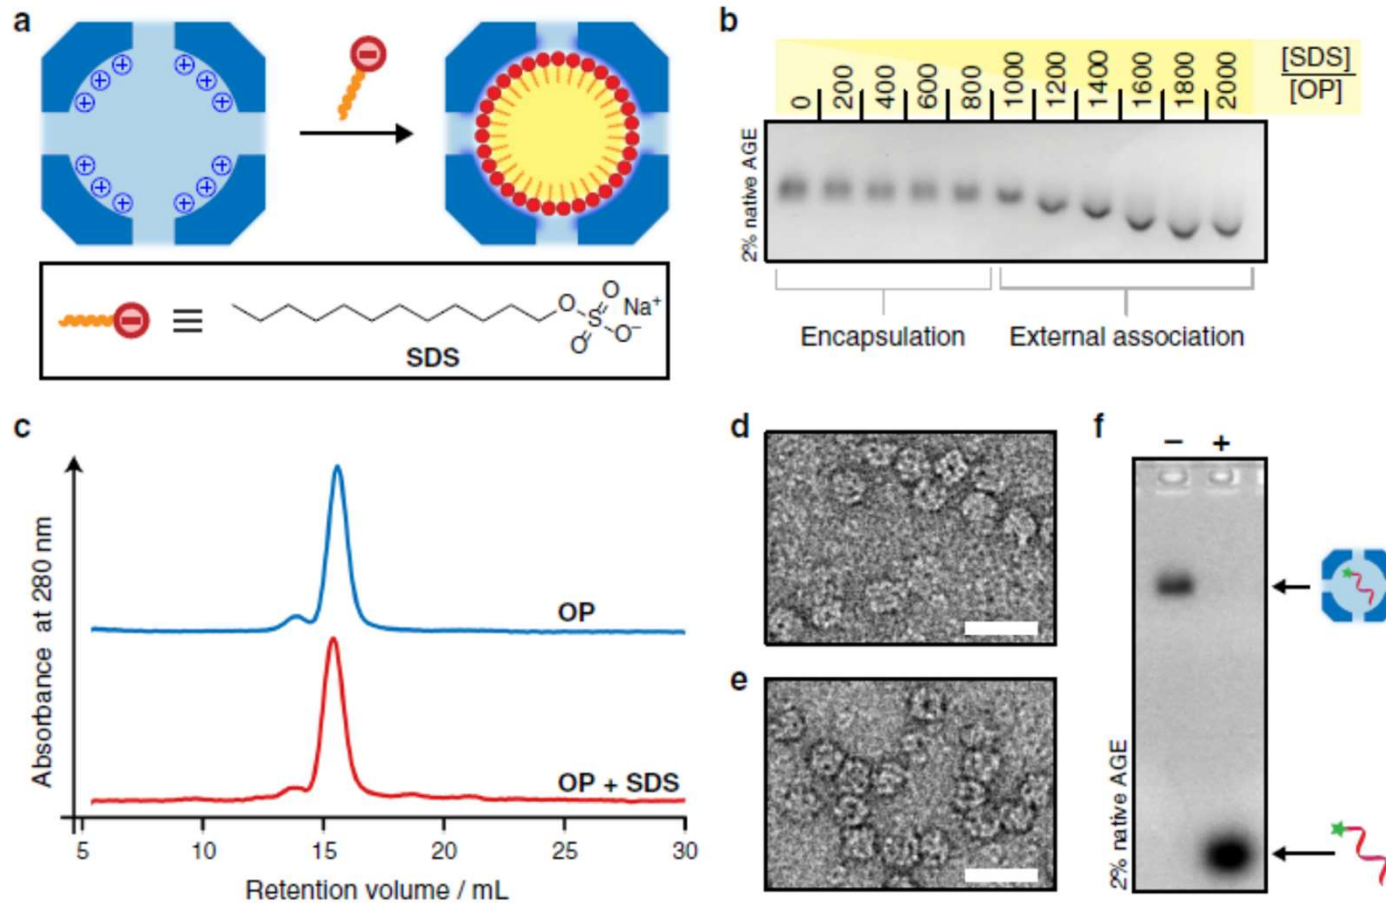 a
b
[SDS]
[OP]
0 200 400 600 800 1000 1200 1400 1600 1800 2000
2% native AGE
Encapsulation
External association
O
S
O
O
O⁻
Na⁺
SDS
c
Absorbance at 280 nm
OP
OP + SDS
5 10 15 20 25 30
Retention volume / mL
d
e
f
− +
2% native AGE